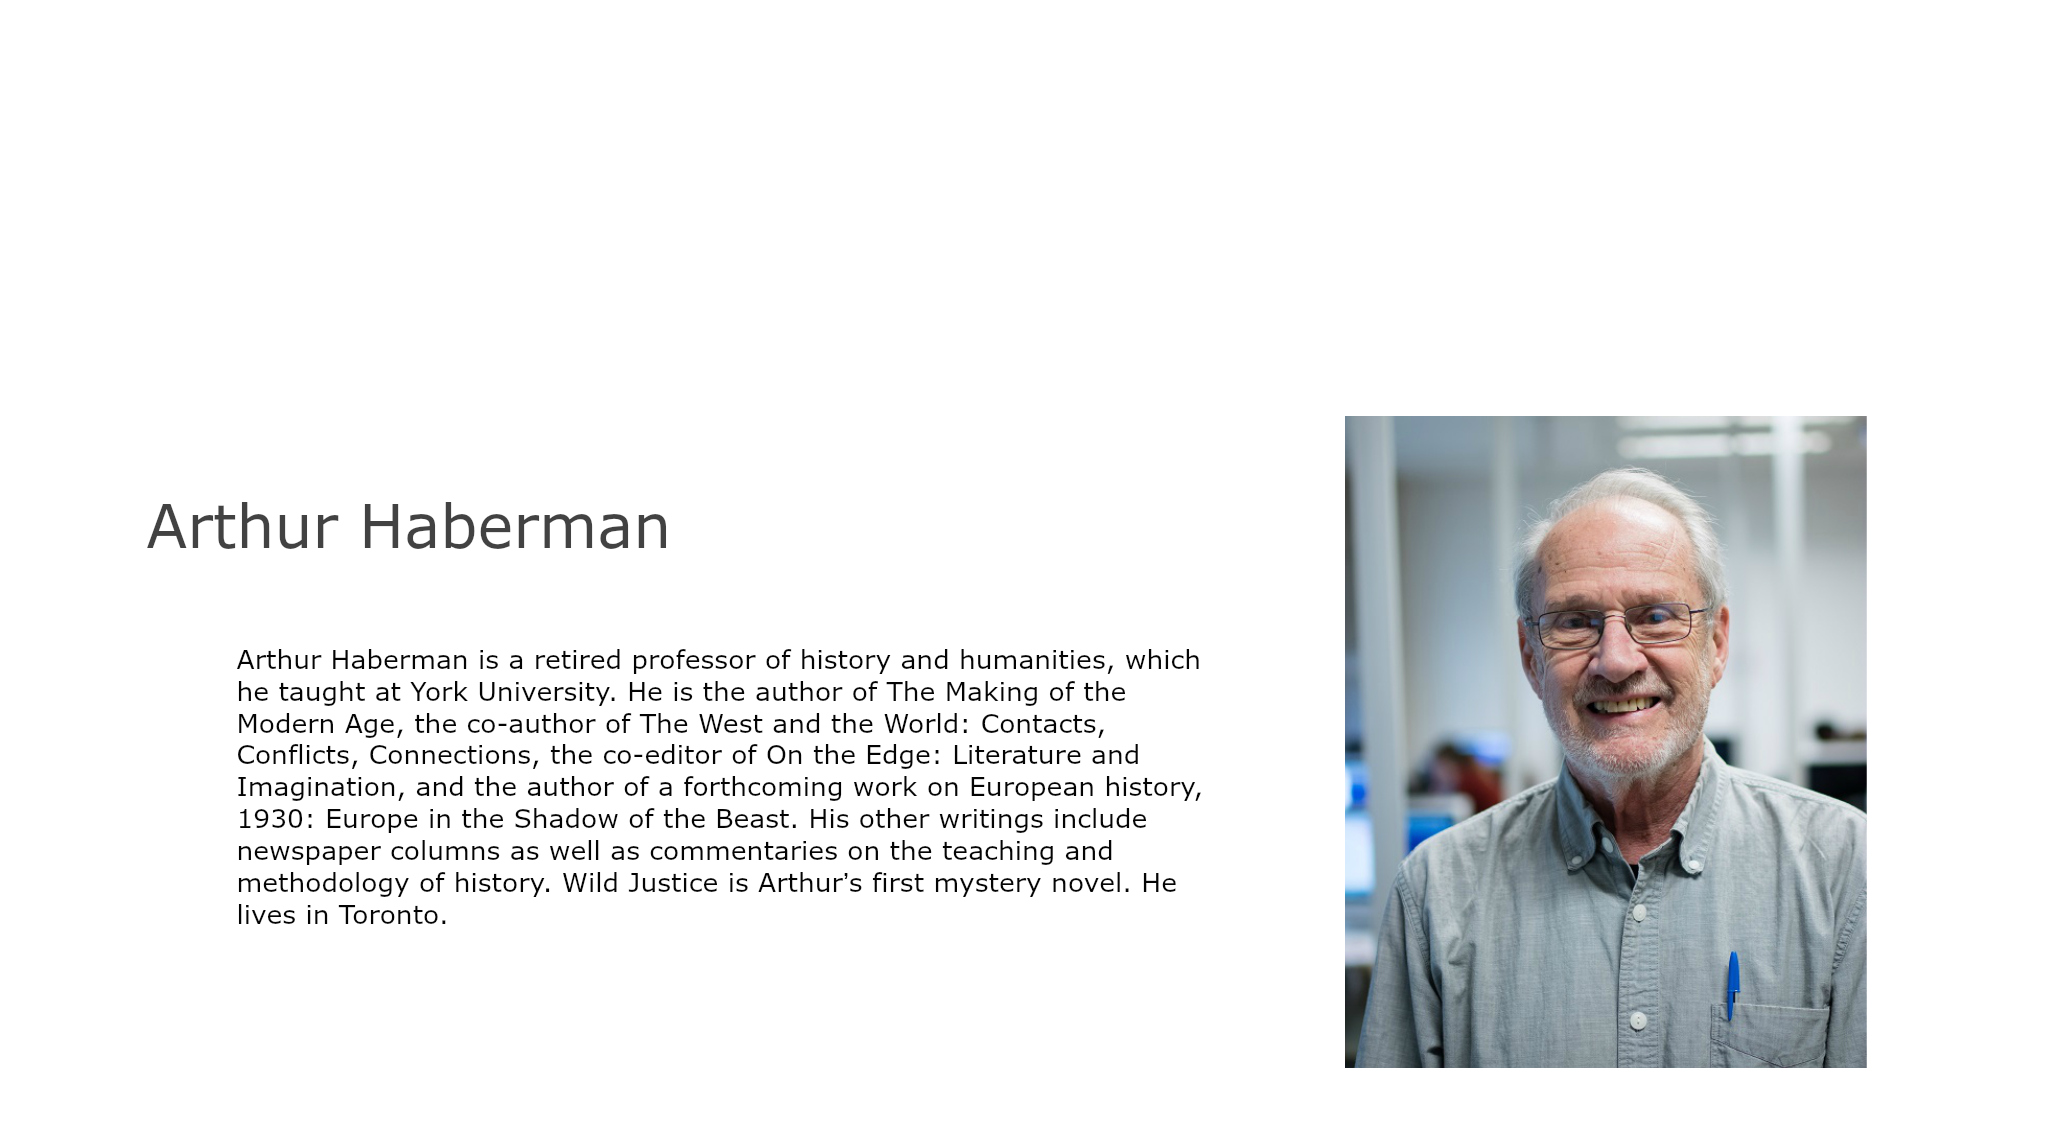 Arthur Haberman
Arthur Haberman is a retired professor of history and humanities, which
he taught at York University. He is the author of The Making of the
Modern Age, the co-author of The West and the World: Contacts,
Conflicts, Connections, the co-editor of On the Edge: Literature and
Imagination, and the author of a forthcoming work on European history,
1930: Europe in the Shadow of the Beast. His other writings include
newspaper columns as well as commentaries on the teaching and
methodology of history. Wild Justice is Arthur’s first mystery novel. He
lives in Toronto.